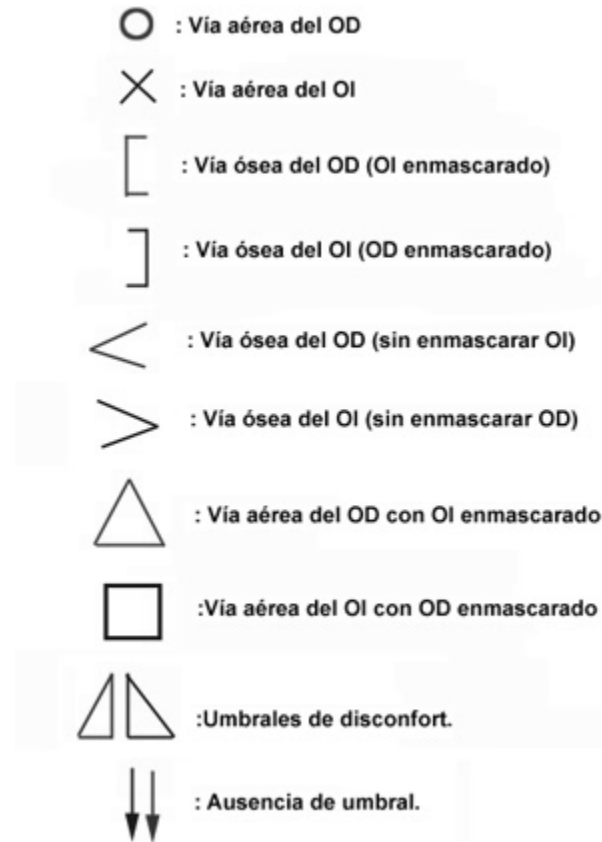 : Vía aérea del OD
: Vía aérea del OI
: Vía ósea del OD (OI enmascarado)
: Vía ósea del OI (OD enmascarado)
: Vía ósea del OD (sin enmascarar OI)
: Vía ósea del OI (sin enmascarar OD)
: Vía aérea del OD con OI enmascarado
:Vía aérea del OI con OD enmascarado
:Umbrales de disconfort.
: Ausencia de umbral.